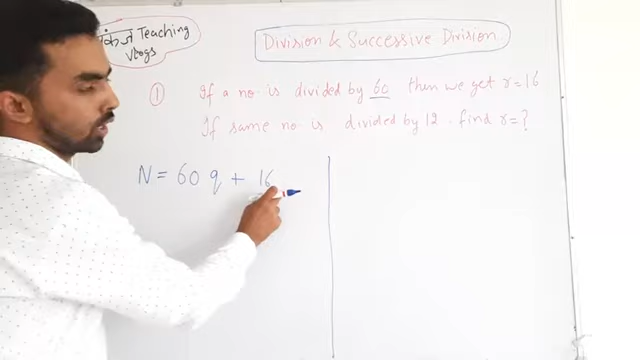 Teaching
Vlogs
Division & Successive Division
① If a no. is divided by 60 then we get r=16
If same no. is divided by 12. find r=?
N = 60 q + 16